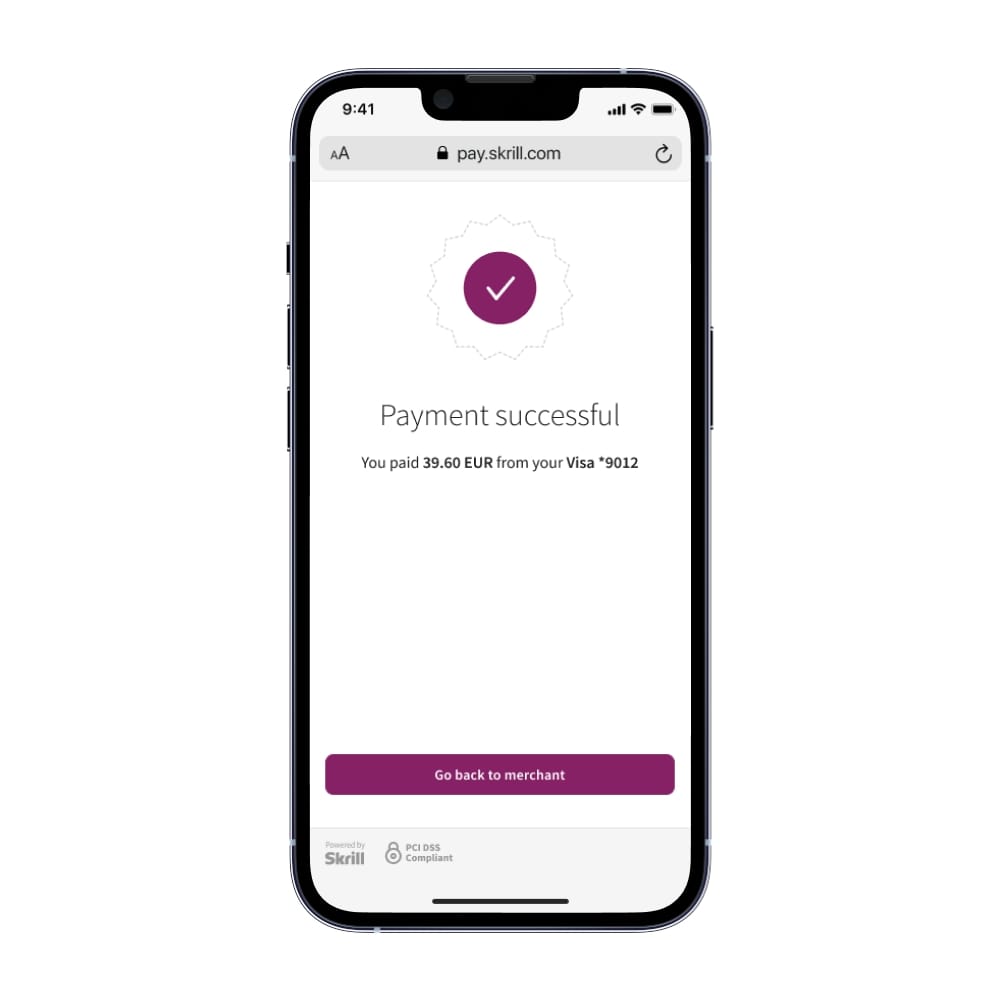 9:41
AA pay.skrill.com
Payment successful
You paid 39.60 EUR from your Visa *9012
Go back to merchant
Powered by
Skrill
PCI DSS
Compliant